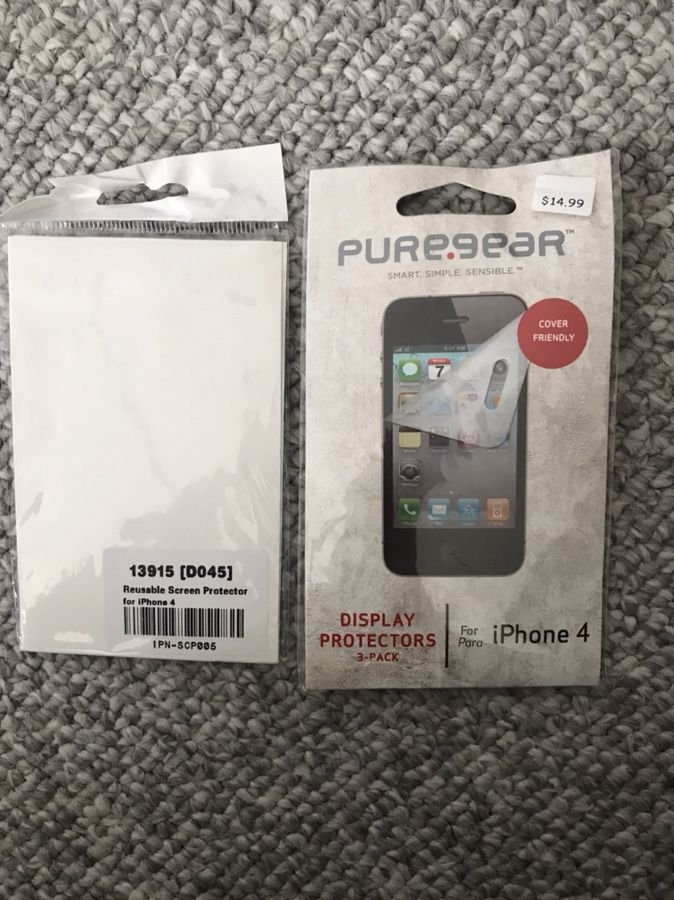 13915 [D045]
Reusable Screen Protector
for iPhone 4
IPN-SCP005
$14.99
PUREGEAR™
SMART. SIMPLE. SENSIBLE.™
COVER
FRIENDLY
7
DISPLAY
PROTECTORS
3-PACK
For
Para
iPhone 4